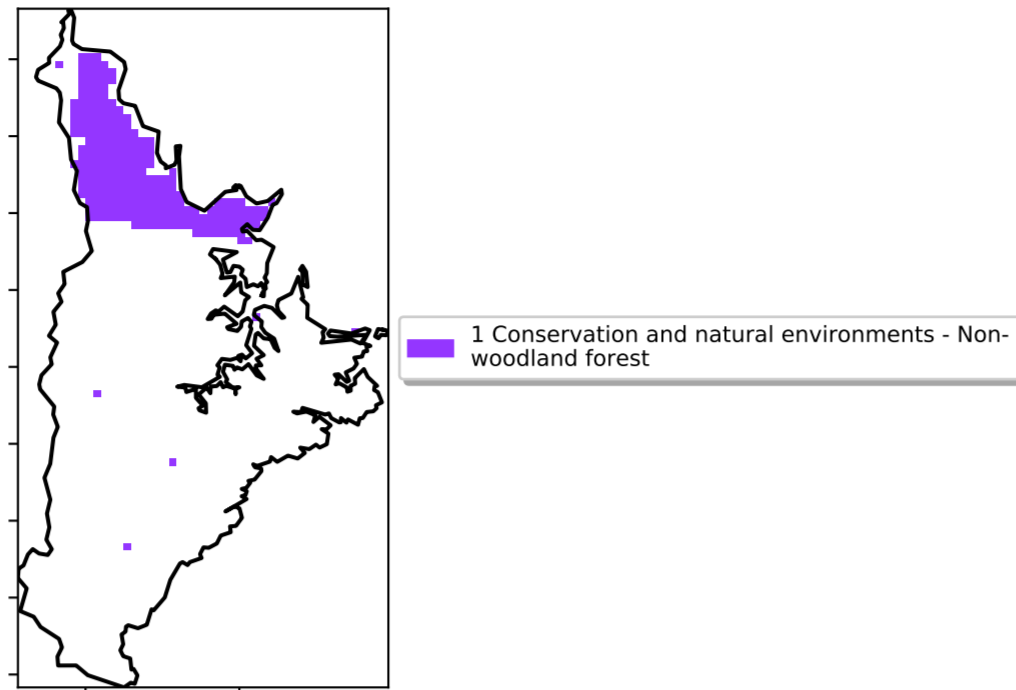 1 Conservation and natural environments - Non-
woodland forest